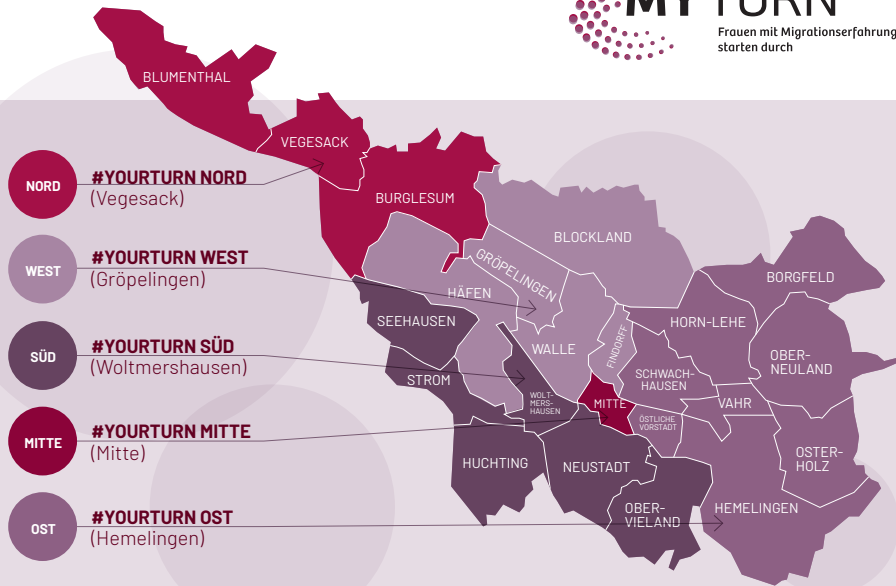 MY TURN
Frauen mit Migrationserfahrung
starten durch
BLUMENTHAL
VEGESACK
BURGLESUM
BLOCKLAND
GRÖPELINGEN
HÄFEN
SEEHAUSEN
STROM
WALLE
FINDORFF
WOLT-
MERS-
HAUSEN
MITTE
ÖSTLICHE
VORSTADT
SCHWACH-
HAUSEN
HORN-LEHE
BORGFELD
OBER-
NEULAND
VAHR
OSTER-
HOLZ
HEMELINGEN
HUCHTING
NEUSTADT
OBER-
VIELAND
NORD
#YOURTURN NORD
(Vegesack)
WEST
#YOURTURN WEST
(Gröpelingen)
SÜD
#YOURTURN SÜD
(Woltmershausen)
MITTE
#YOURTURN MITTE
(Mitte)
OST
#YOURTURN OST
(Hemelingen)